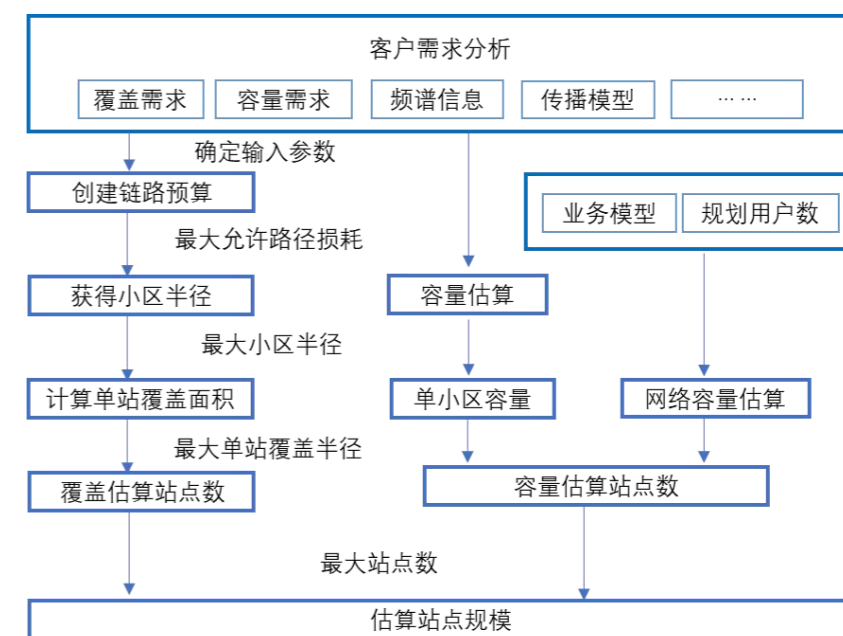 客户需求分析
覆盖需求 容量需求 频谱信息 传播模型 … …
确定输入参数
创建链路预算
业务模型 规划用户数
最大允许路径损耗
获得小区半径 容量估算
最大小区半径
计算单站覆盖面积 单小区容量 网络容量估算
最大单站覆盖半径
覆盖估算站点数 容量估算站点数
最大站点数
估算站点规模